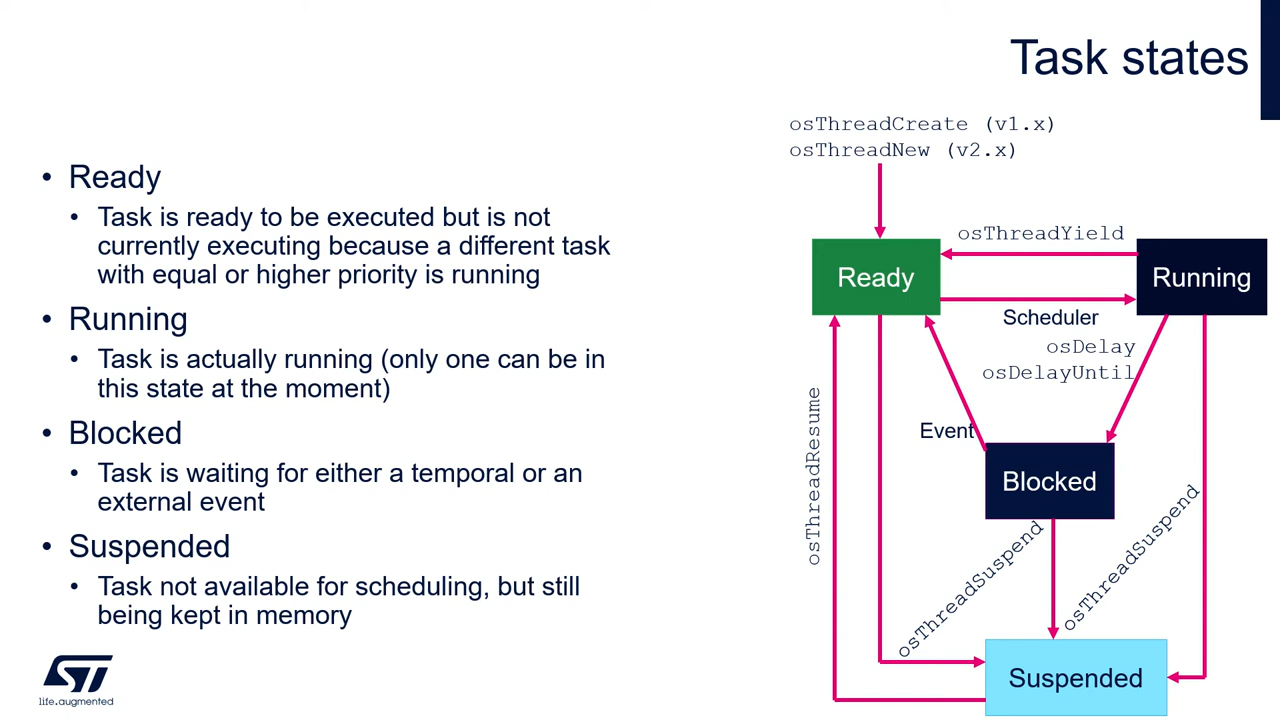 Task states
• Ready
• Task is ready to be executed but is not
currently executing because a different task
with equal or higher priority is running
• Running
• Task is actually running (only one can be in
this state at the moment)
• Blocked
• Task is waiting for either a temporal or an
external event
• Suspended
• Task not available for scheduling, but still
being kept in memory
osThreadCreate (v1.x)
osThreadNew (v2.x)
osThreadYield
Ready
Running
Scheduler
osDelay
osDelayUntil
osThreadResume
Event
Blocked
osThreadSuspend
osThreadSuspend
Suspended
ST
life.augmented